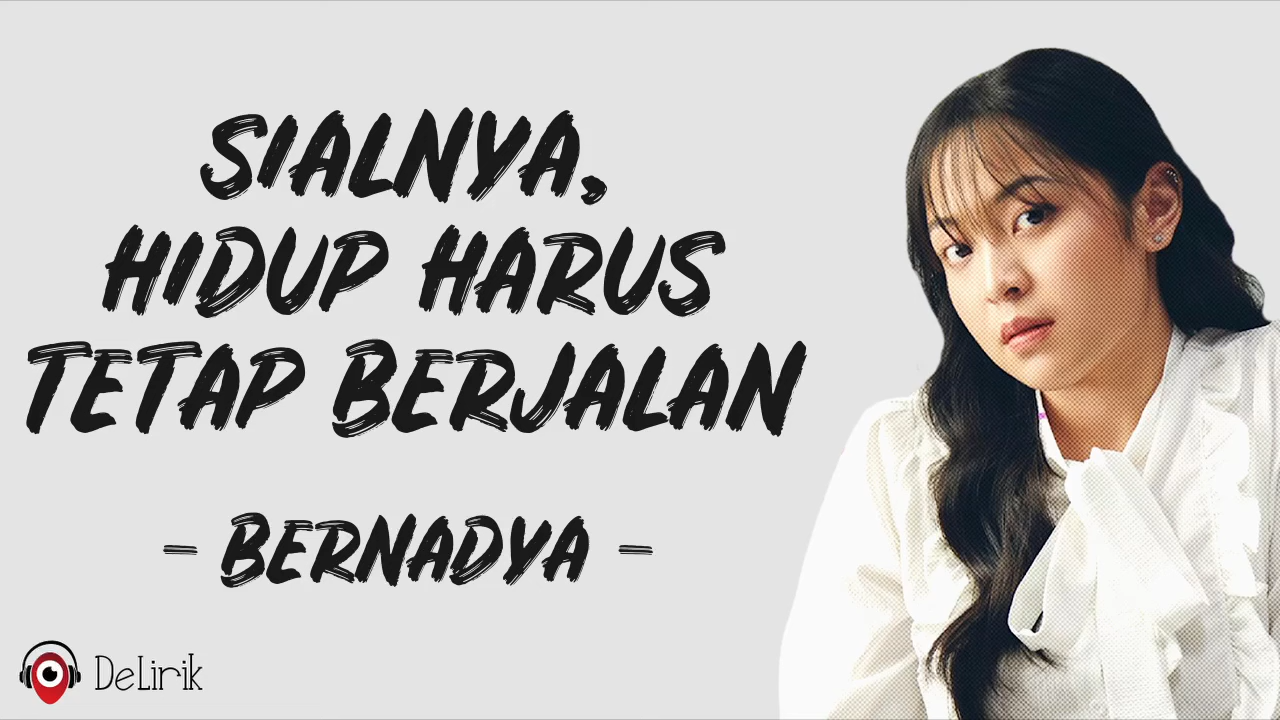 SIALNYA,
HIDUP HARUS
TETAP BERJALAN
- BERNADYA -
DeLirik